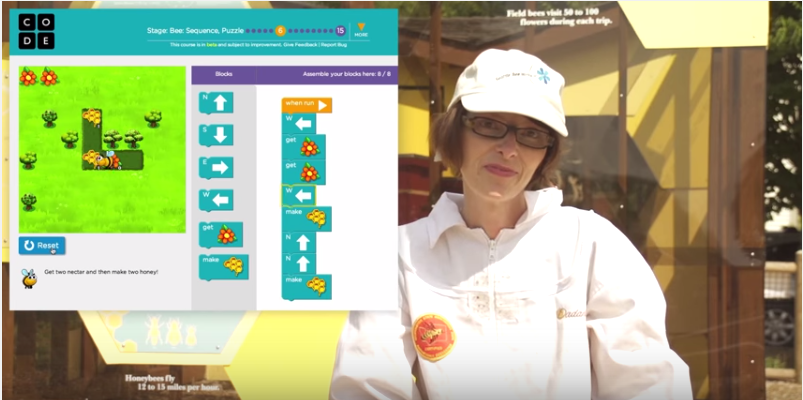 Field bees visit 50 to 100
flowers during each trip.
C O
D E
Stage: Bee: Sequence, Puzzle 8 15
MORE
This course is in beta and subject to improvement. Give Feedback | Report Bug
Blocks
Assemble your blocks here: 8 / 8
N
S
E
W
get
make
when run
W
get
get
W
make
N
N
make
Reset
Get two nectar and then make two honey!
Honeybees fly
12 to 15 miles per hour.